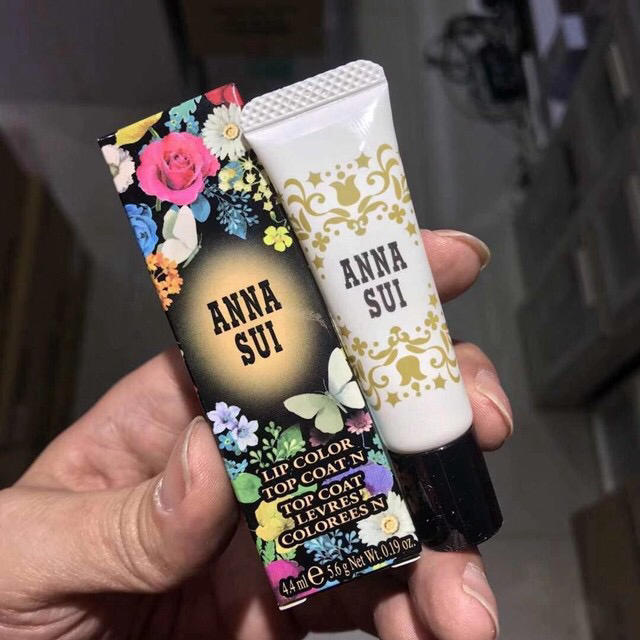 ANNA
SUI
LIP COLOR
TOP COAT N
TOP COAT
LEVRES
COLOREES N
4.4 ml e 5.6 g Net Wt. 0.19 oz.
ANNA
SUI